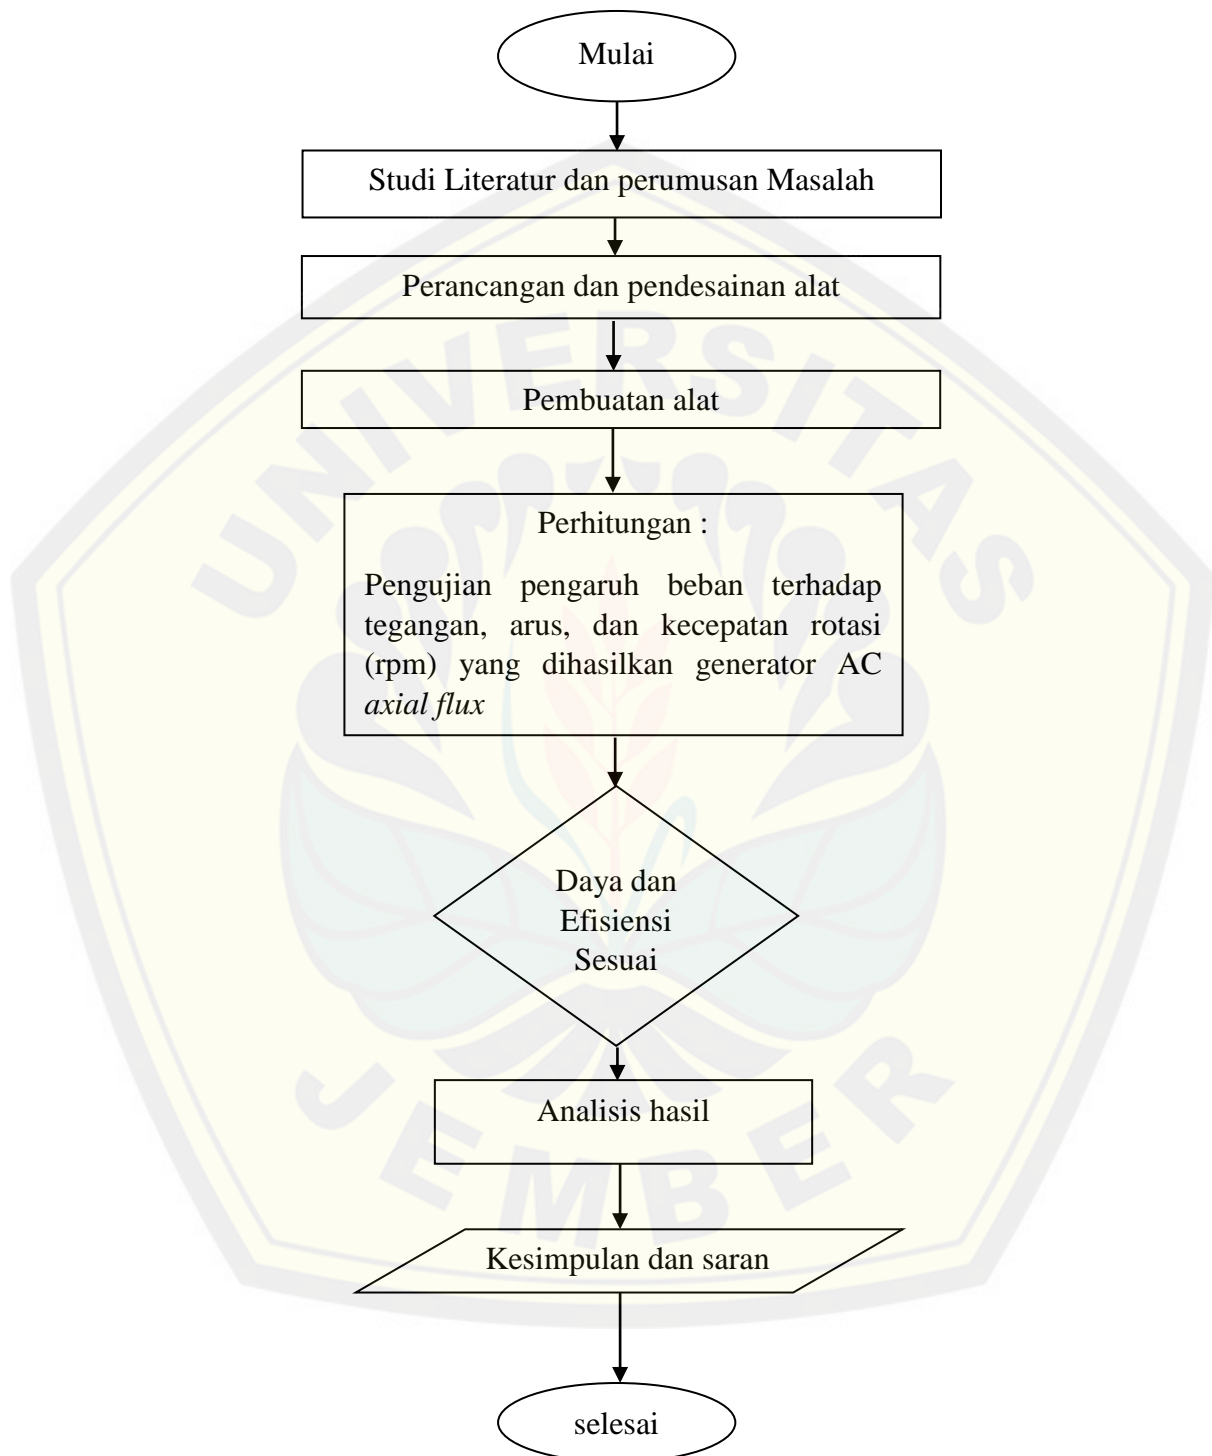 Mulai
Studi Literatur dan perumusan Masalah
Perancangan dan pendesainan alat
Pembuatan alat
Perhitungan :
Pengujian pengaruh beban terhadap
tegangan, arus, dan kecepatan rotasi
(rpm) yang dihasilkan generator AC
axial flux
Daya dan
Efisiensi
Sesuai
Analisis hasil
Kesimpulan dan saran
selesai
UNIVERSITAS
JEMBER